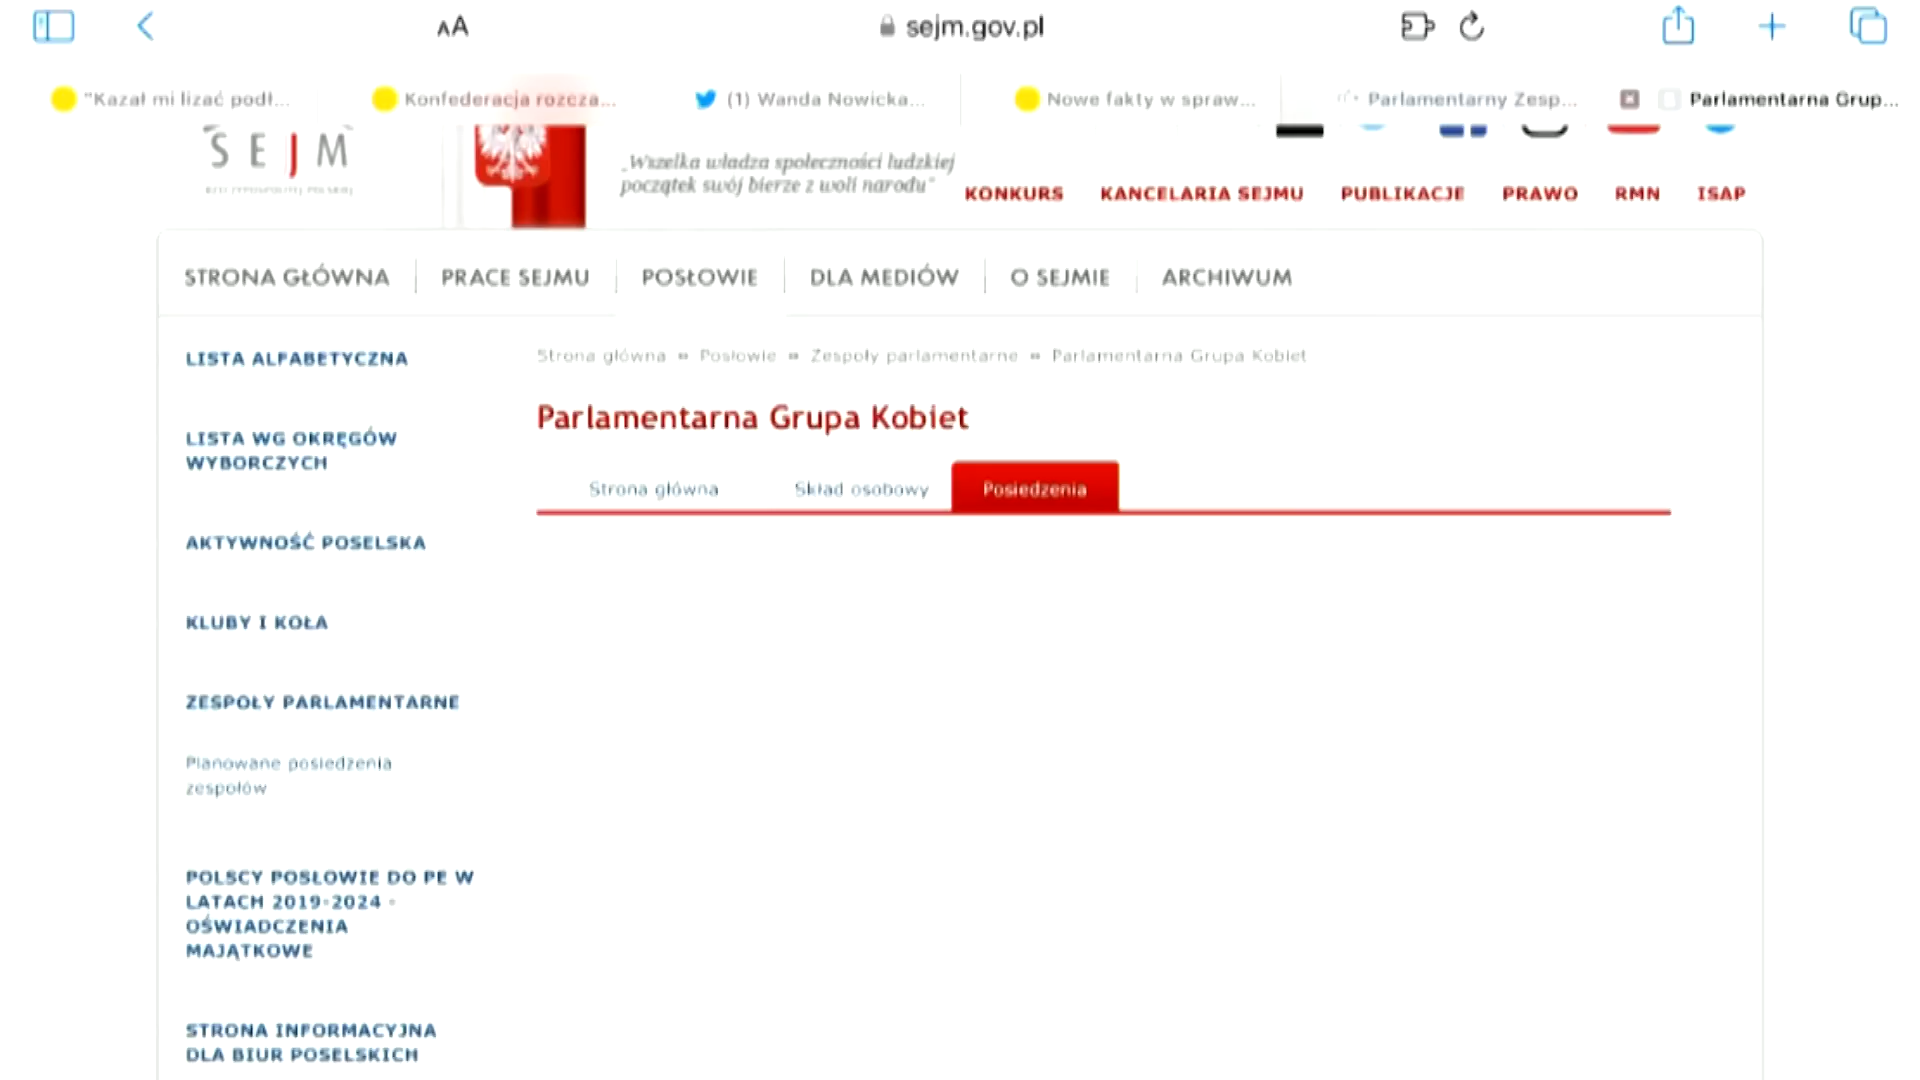 AA
sejm.gov.pl
"Kazał mi lizać podł...
Konfederacja rozcza...
(1) Wanda Nowicka...
Nowe fakty w spraw...
Parlamentarny Zesp...
Parlamentarna Grup...
SEJM
„Wszelka władza społeczności ludzkiej
początek swój bierze z woli narodu"
KONKURS
KANCELARIA SEJMU
PUBLIKACJE
PRAWO
RMN
ISAP
STRONA GŁÓWNA
PRACE SEJMU
POSŁOWIE
DLA MEDIÓW
O SEJMIE
ARCHIWUM
LISTA ALFABETYCZNA
LISTA WG OKRĘGÓW
WYBORCZYCH
AKTYWNOŚĆ POSELSKA
KLUBY I KOŁA
ZESPOŁY PARLAMENTARNE
Planowane posiedzenia
zespołów
POLSCY POSŁOWIE DO PE W
LATACH 2019-2024 -
OŚWIADCZENIA
MAJĄTKOWE
STRONA INFORMACYJNA
DLA BIUR POSELSKICH
Strona główna » Posłowie » Zespoły parlamentarne » Parlamentarna Grupa Kobiet
Parlamentarna Grupa Kobiet
Strona główna
Skład osobowy
Posiedzenia